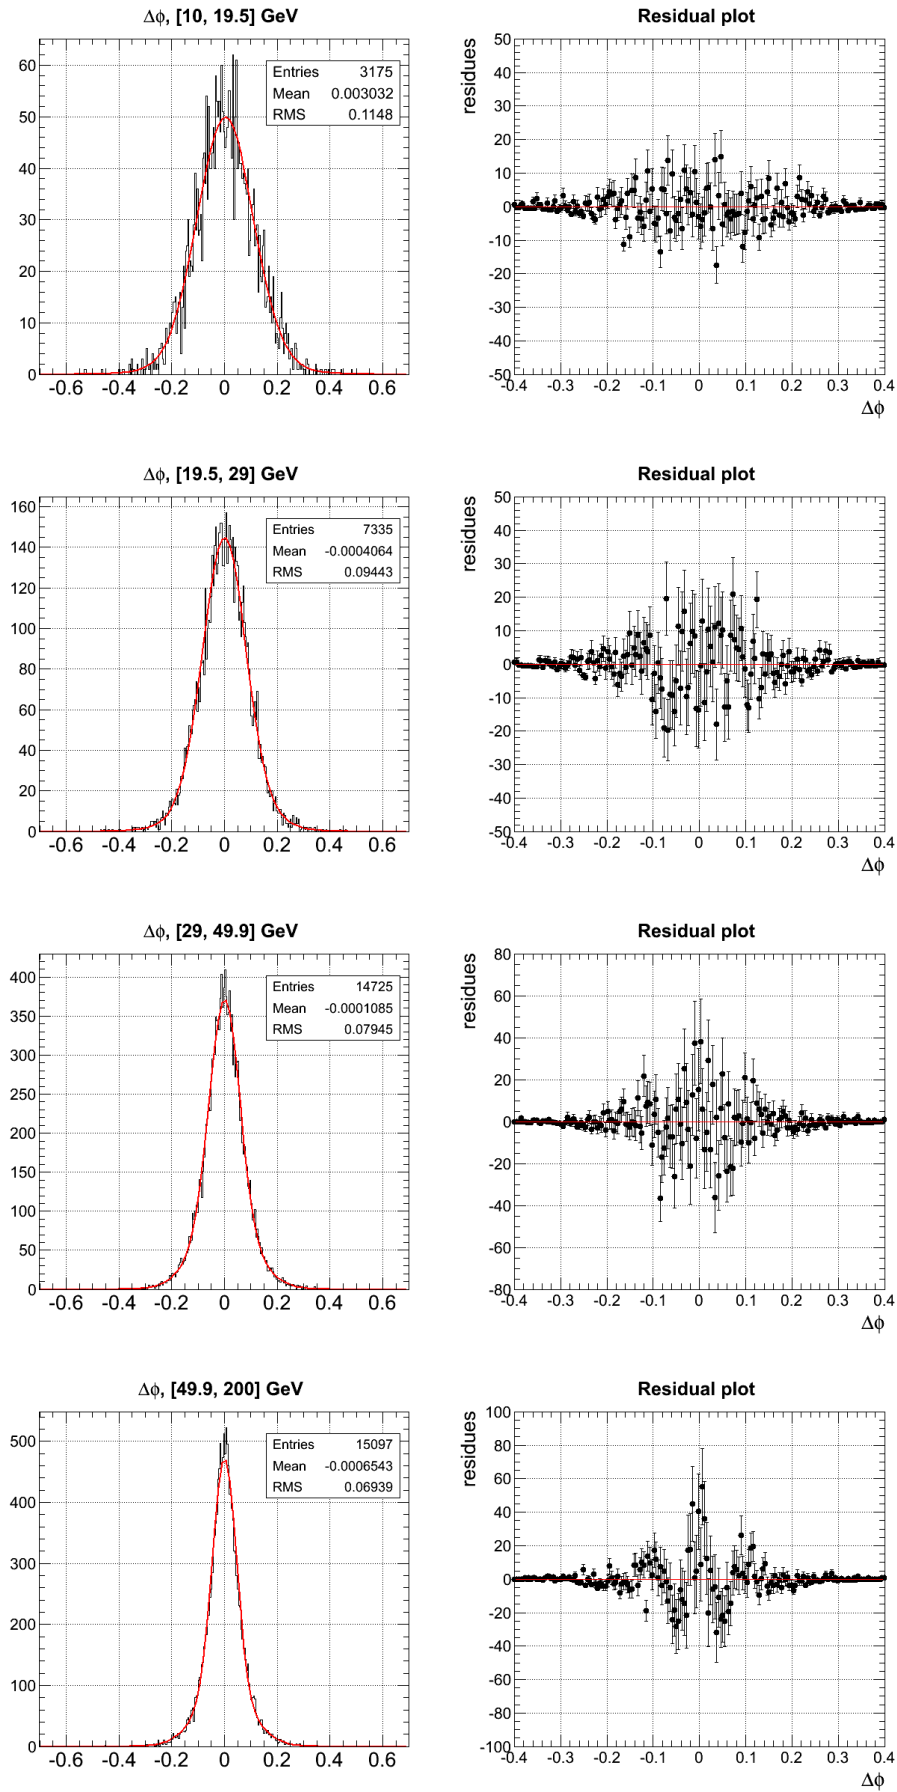 Δϕ, [10, 19.5] GeV
60
50
40
30
20
10
0
-0.6 -0.4 -0.2 0 0.2 0.4 0.6
Entries 3175
Mean 0.003032
RMS 0.1148
Residual plot
residues
50
40
30
20
10
0
-10
-20
-30
-40
-50
-0.4 -0.3 -0.2 -0.1 0 0.1 0.2 0.3 0.4
Δϕ
Δϕ, [19.5, 29] GeV
160
140
120
100
80
60
40
20
0
-0.6 -0.4 -0.2 0 0.2 0.4 0.6
Entries 7335
Mean -0.0004064
RMS 0.09443
Residual plot
residues
50
40
30
20
10
0
-10
-20
-30
-40
-50
-0.4 -0.3 -0.2 -0.1 0 0.1 0.2 0.3 0.4
Δϕ
Δϕ, [29, 49.9] GeV
400
350
300
250
200
150
100
50
0
-0.6 -0.4 -0.2 0 0.2 0.4 0.6
Entries 14725
Mean -0.0001085
RMS 0.07945
Residual plot
residues
80
60
40
20
0
-20
-40
-60
-80
-0.4 -0.3 -0.2 -0.1 0 0.1 0.2 0.3 0.4
Δϕ
Δϕ, [49.9, 200] GeV
500
400
300
200
100
0
-0.6 -0.4 -0.2 0 0.2 0.4 0.6
Entries 15097
Mean -0.0006543
RMS 0.06939
Residual plot
residues
100
80
60
40
20
0
-20
-40
-60
-80
-100
-0.4 -0.3 -0.2 -0.1 0 0.1 0.2 0.3 0.4
Δϕ